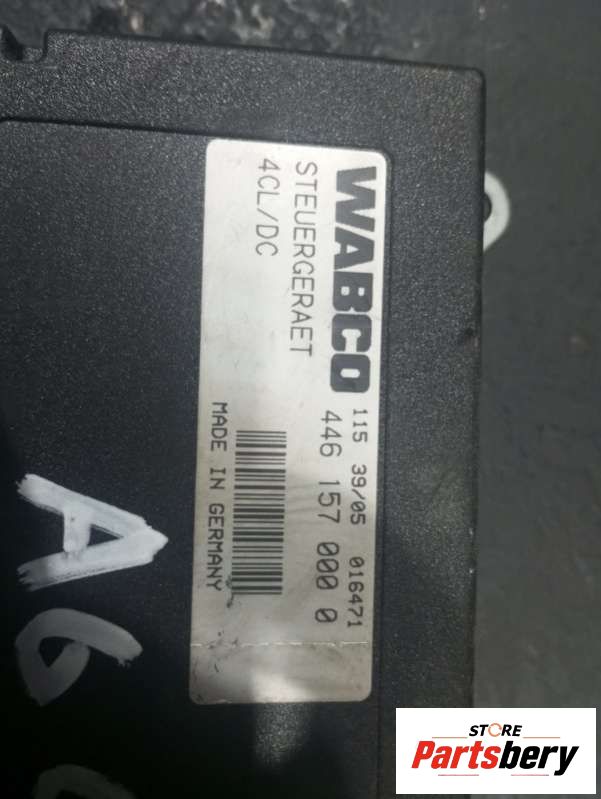 WABCO
STEUERGERAET
4CL/DC
115 39/05 016471
446 157 000 0
MADE IN GERMANY
A6
STORE
Partsbery